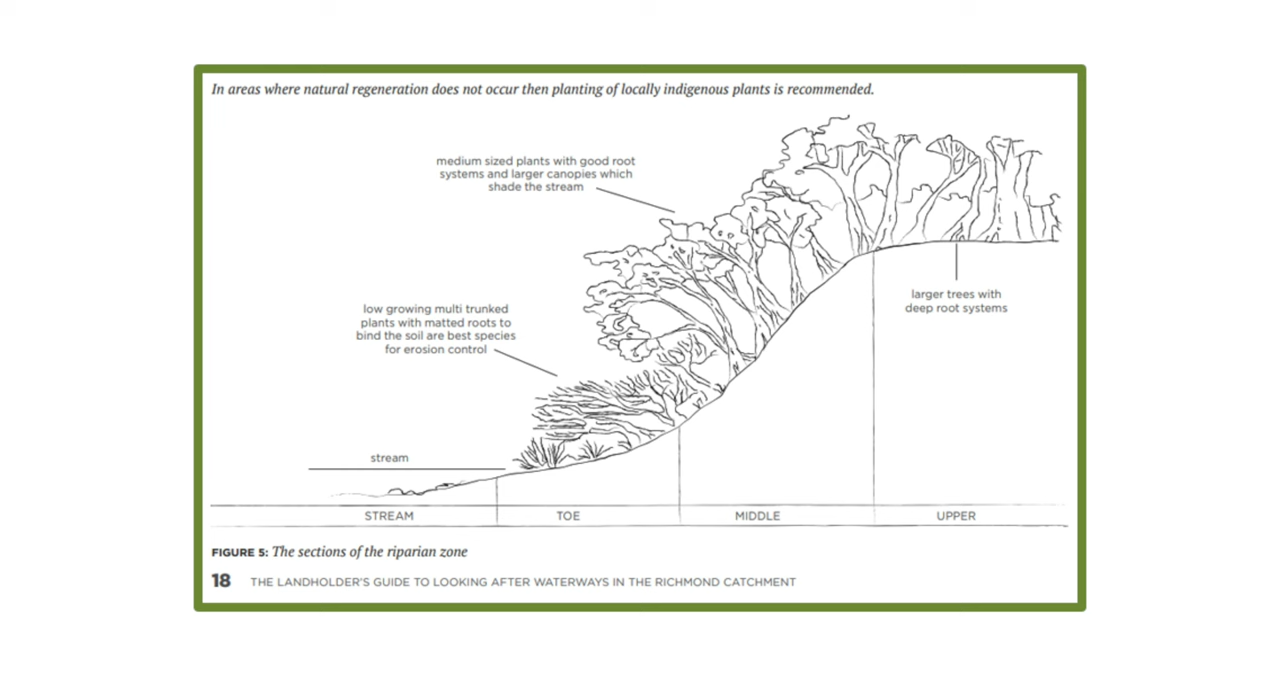 In areas where natural regeneration does not occur then planting of locally indigenous plants is recommended.
medium sized plants with good root
systems and larger canopies which
shade the stream
low growing multi trunked
plants with matted roots to
bind the soil are best species
for erosion control
larger trees with
deep root systems
stream
STREAM TOE MIDDLE UPPER
FIGURE 5: The sections of the riparian zone
18 THE LANDHOLDER'S GUIDE TO LOOKING AFTER WATERWAYS IN THE RICHMOND CATCHMENT